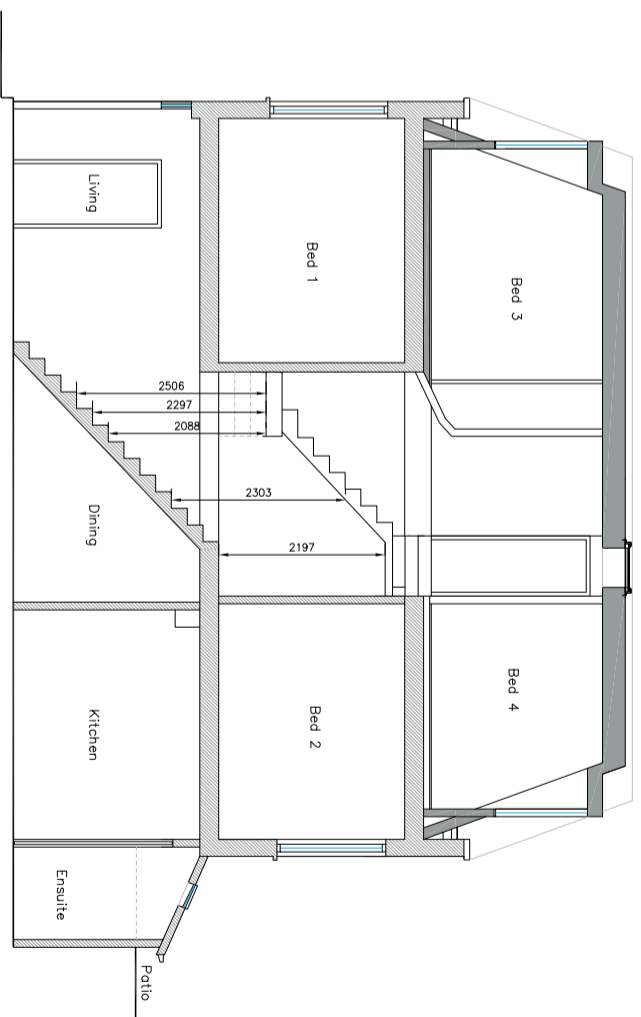 Living
Bed 1
Bed 3
2506
2297
2088
2303
2197
Dining
Kitchen
Bed 2
Bed 4
Ensuite
Patio